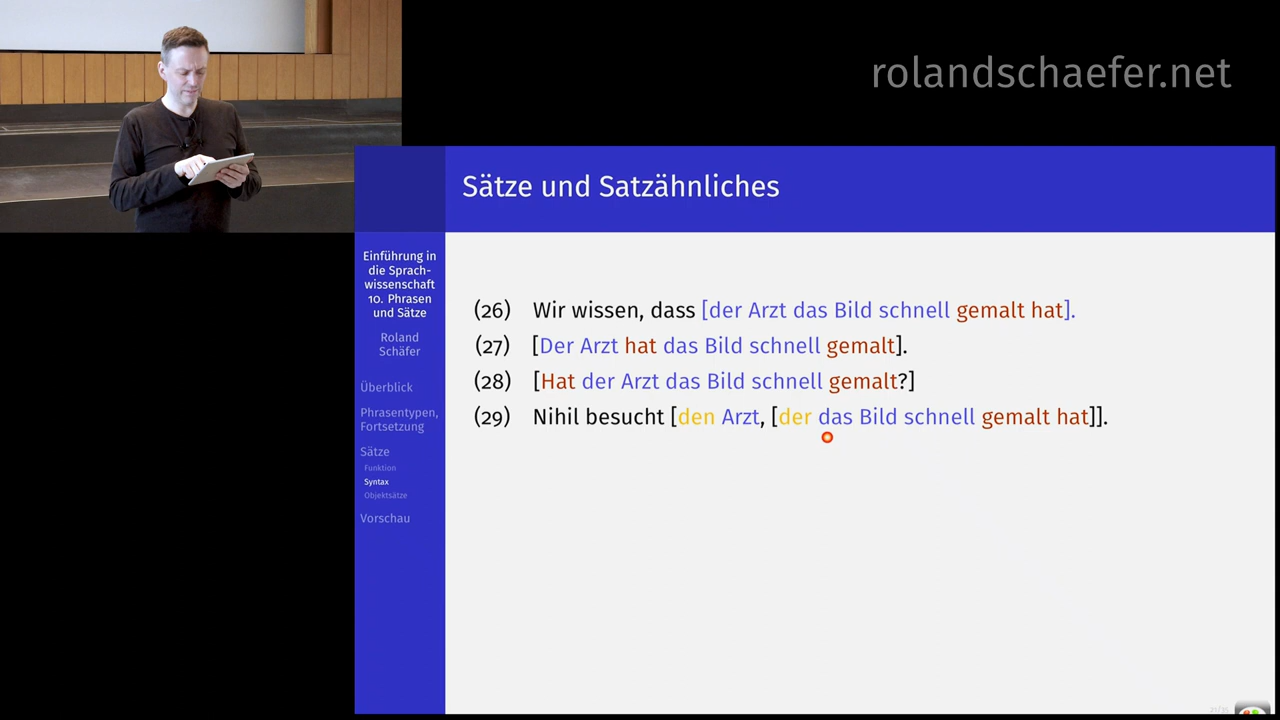 rolandschaefer.net
Sätze und Satzähnliches
Einführung in
die Sprach-
wissenschaft
10. Phrasen
und Sätze
Roland
Schäfer
Überblick
Phrasentypen,
Fortsetzung
Sätze
Funktion
Syntax
Objektsätze
Vorschau
(26) Wir wissen, dass [der Arzt das Bild schnell gemalt hat].
(27) [Der Arzt hat das Bild schnell gemalt].
(28) [Hat der Arzt das Bild schnell gemalt?]
(29) Nihil besucht [den Arzt, [der das Bild schnell gemalt hat]].
21/35